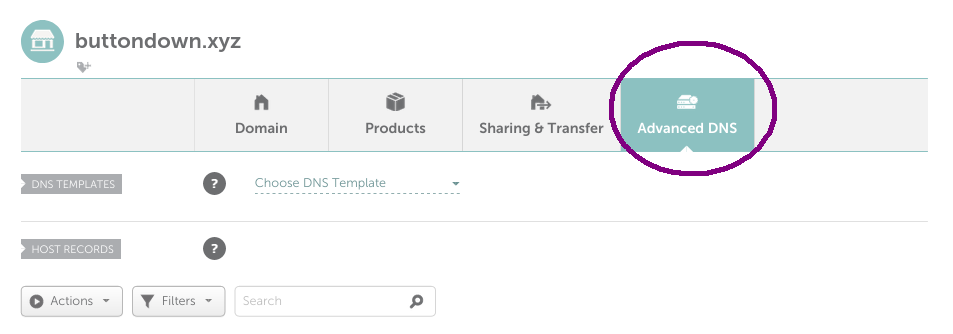 buttondown.xyz
Domain
Products
Sharing & Transfer
Advanced DNS
DNS TEMPLATES
?
Choose DNS Template
HOST RECORDS
?
Actions
Filters
Search